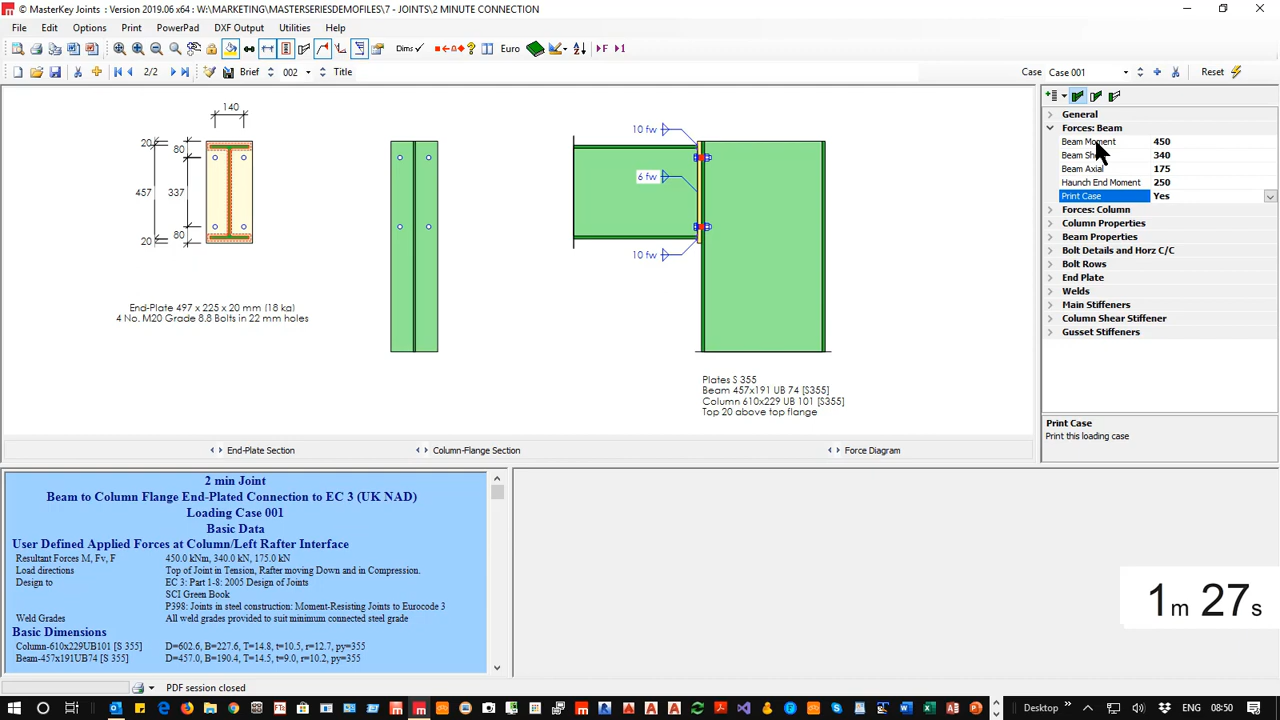 MasterKey Joints : Version 2019.06 x64 : W:\MARKETING\MASTERSERIESDEMOFILES\7 - JOINTS\2 MINUTE CONNECTION
File Edit Options Print PowerPad DXF Output Utilities Help
Dims Euro F 1
2/2 Brief 002 Title Case Case 001 Reset
140
20
80
457
337
80
20
10 fw
6 fw
10 fw
End-Plate 497 x 225 x 20 mm (18 kg)
4 No. M20 Grade 8.8 Bolts in 22 mm holes
Plates S 355
Beam 457x191 UB 74 [S355]
Column 610x229 UB 101 [S355]
Top 20 above top flange
End-Plate Section Column-Flange Section Force Diagram
General
Forces: Beam
Beam Moment 450
Beam 340
Beam Axial 175
Haunch End Moment 250
Print Case Yes
Forces: Column
Column Properties
Beam Properties
Bolt Details and Horz C/C
Bolt Rows
End Plate
Welds
Main Stiffeners
Column Shear Stiffener
Gusset Stiffeners
Print Case
Print this loading case
2 min Joint
Beam to Column Flange End-Plated Connection to EC 3 (UK NAD)
Loading Case 001
Basic Data
User Defined Applied Forces at Column/Left Rafter Interface
Resultant Forces M, Fv, F 450.0 kNm, 340.0 kN, 175.0 kN
Load directions Top of Joint in Tension, Rafter moving Down and in Compression.
Design to EC 3: Part 1-8: 2005 Design of Joints
SCI Green Book
P398: Joints in steel construction: Moment-Resisting Joints to Eurocode 3
Weld Grades All weld grades provided to suit minimum connected steel grade
Basic Dimensions
Column-610x229UB101 [S 355] D=602.6, B=227.6, T=14.8, t=10.5, r=12.7, py=355
Beam-457x191UB74 [S 355] D=457.0, B=190.4, T=14.5, t=9.0, r=10.2, py=355
1m 27s
PDF session closed
Desktop ENG 08:50